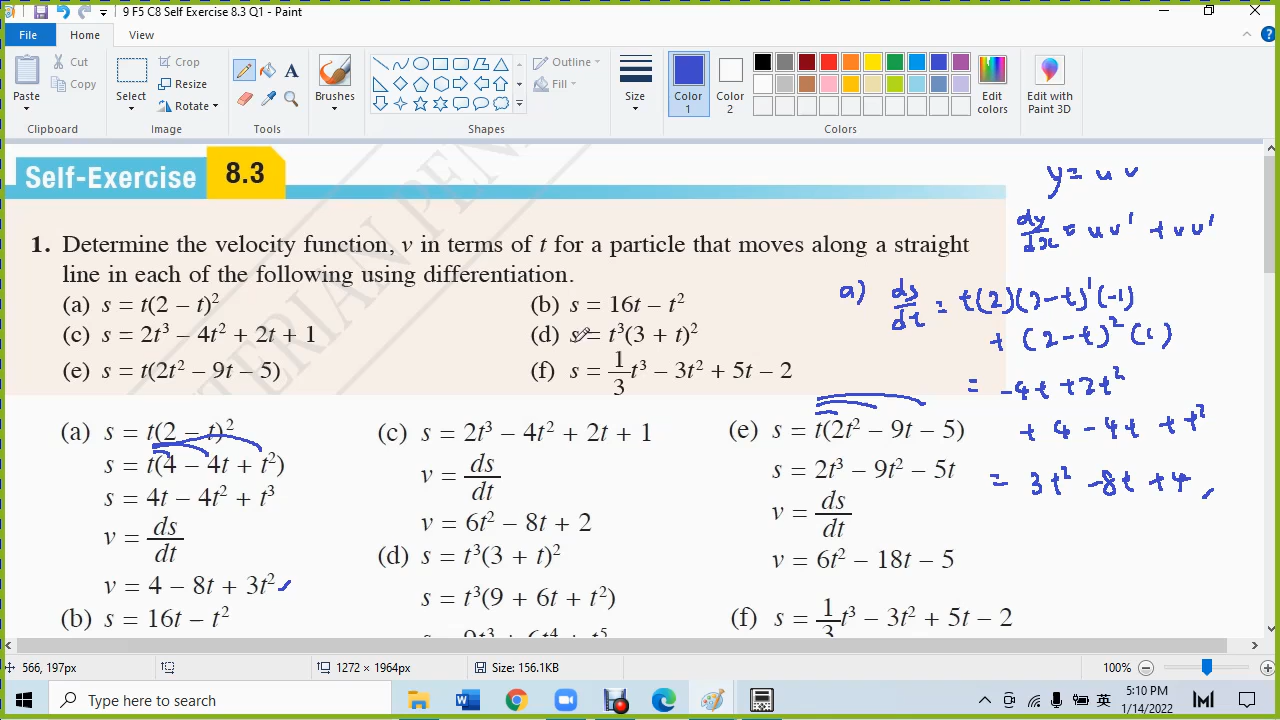 9 F5 C8 Self Exercise 8.3 Q1 - Paint
File Home View
Paste Cut Copy Select Crop Resize Rotate Brushes Outline Fill Size Color 1 Color 2 Edit colors Edit with Paint 3D
Clipboard Image Tools Shapes Colors
Self-Exercise 8.3
1. Determine the velocity function, v in terms of t for a particle that moves along a straight
line in each of the following using differentiation.
(a) s = t(2 − t)²
(b) s = 16t − t²
(c) s = 2t³ − 4t² + 2t + 1
(d) s = t³(3 + t)²
(e) s = t(2t² − 9t − 5)
(f) s = 1/3 t³ − 3t² + 5t − 2
y = u v
dy/dx = u v' + v u'
a) ds/dt = t(2)(2-t)¹(-1)
+ (2-t)²(1)
= -4t + 2t²
+ 4 - 4t + t²
= 3t² - 8t + 4
(a) s = t(2 − t)²
s = t(4 − 4t + t²)
s = 4t − 4t² + t³
v = ds/dt
v = 4 − 8t + 3t²
(b) s = 16t − t²
(c) s = 2t³ − 4t² + 2t + 1
v = ds/dt
v = 6t² − 8t + 2
(d) s = t³(3 + t)²
s = t³(9 + 6t + t²)
s = 9t³ + 6t⁴ + t⁵
(e) s = t(2t² − 9t − 5)
s = 2t³ − 9t² − 5t
v = ds/dt
v = 6t² − 18t − 5
(f) s = 1/3 t³ − 3t² + 5t − 2
566, 197px 1272 × 1964px Size: 156.1KB 100%
Type here to search
英 5:10 PM
1/14/2022